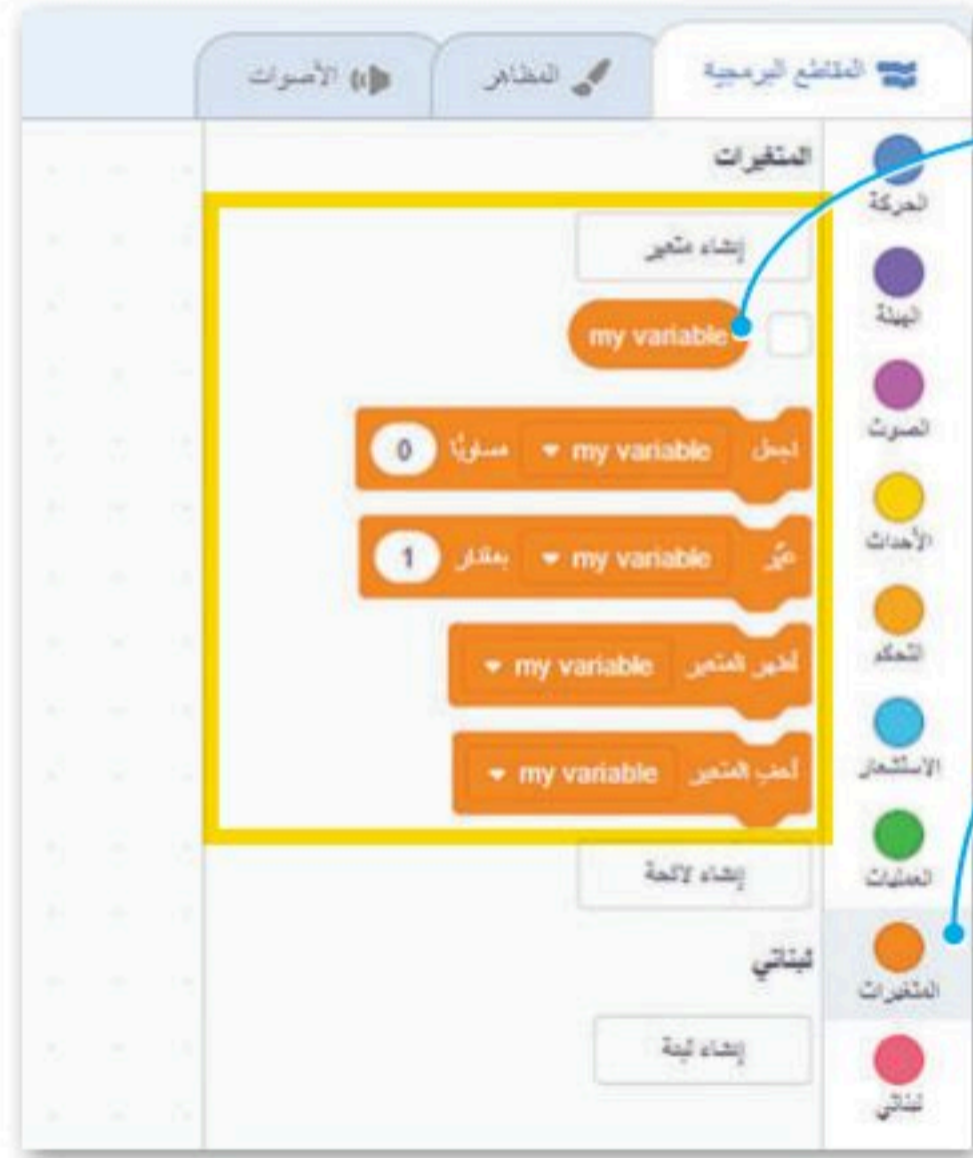 المقاطع البرمجية
المظاهر
الأصوات
الحركة
الهيئة
الصوت
الأحداث
التحكم
الاستشعار
العمليات
المتغيرات
لبناتي
المتغيرات
إنشاء متغير
my variable
اجعل my variable مساويًا 0
غيّر my variable بمقدار 1
أظهر المتغير my variable
أخف المتغير my variable
إنشاء لائحة
لبناتي
إنشاء لبنة